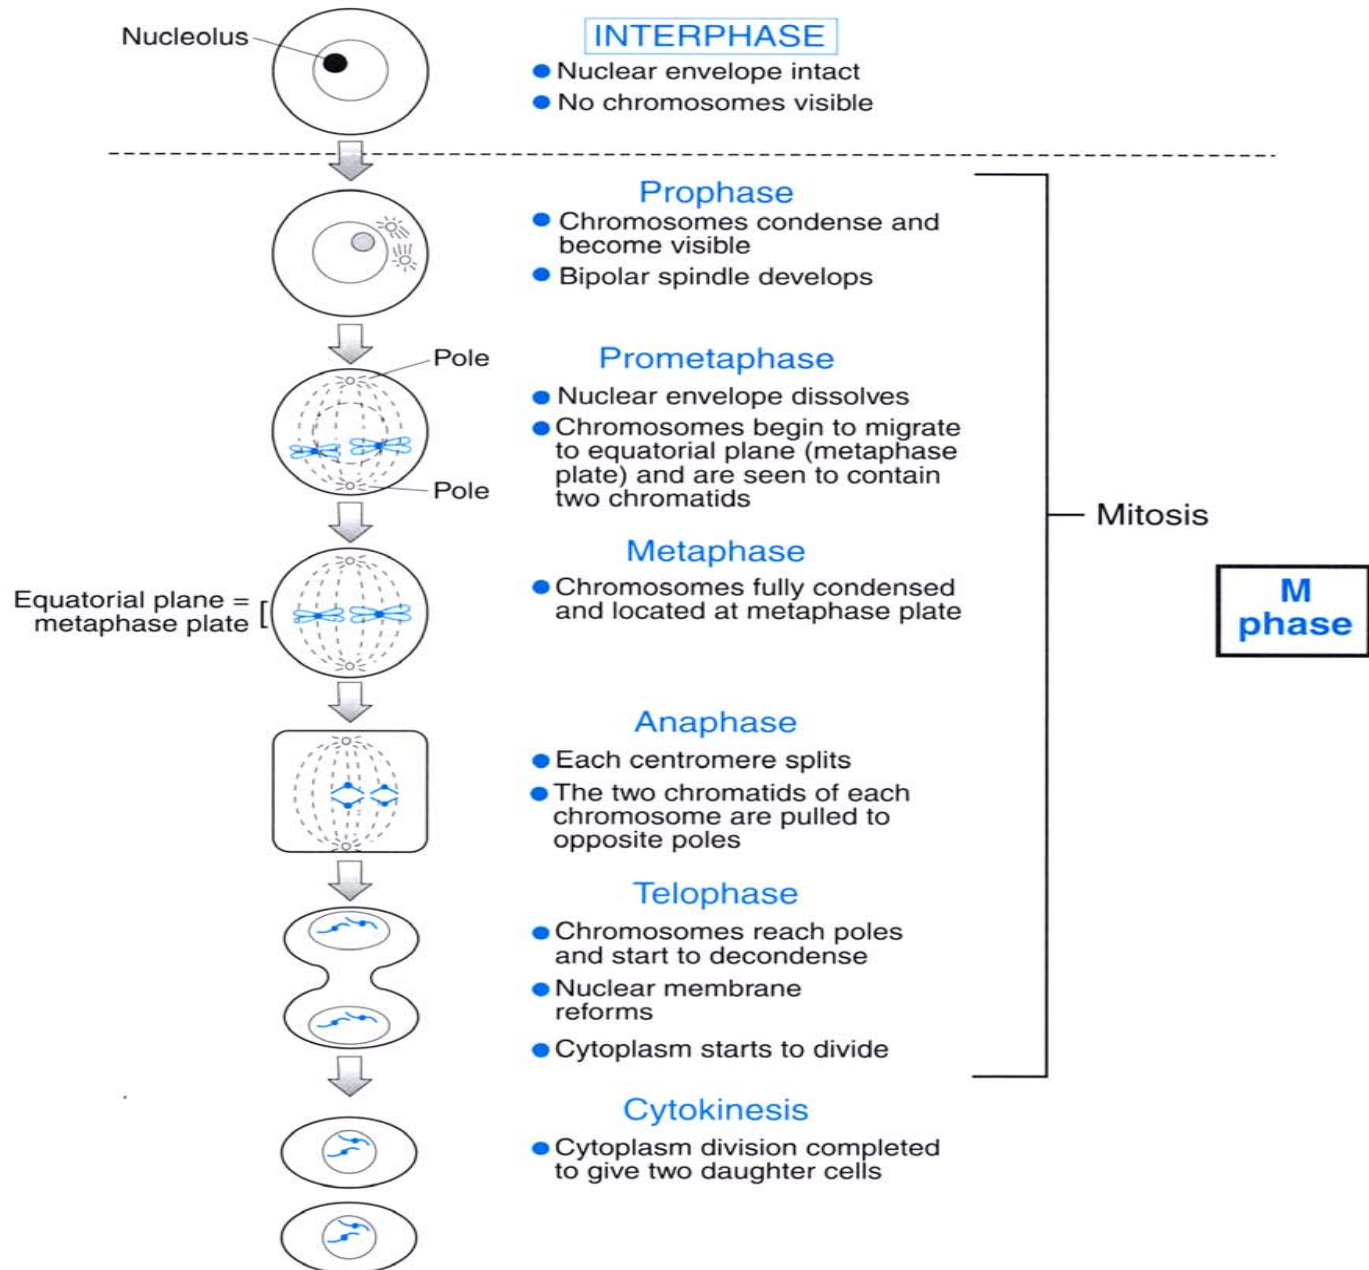 Nucleolus
INTERPHASE
Nuclear envelope intact
No chromosomes visible
Prophase
Chromosomes condense and
become visible
Bipolar spindle develops
Pole
Prometaphase
Nuclear envelope dissolves
Chromosomes begin to migrate
to equatorial plane (metaphase
plate) and are seen to contain
two chromatids
Pole
Mitosis
Metaphase
Chromosomes fully condensed
and located at metaphase plate
Equatorial plane =
metaphase plate
M
phase
Anaphase
Each centromere splits
The two chromatids of each
chromosome are pulled to
opposite poles
Telophase
Chromosomes reach poles
and start to decondense
Nuclear membrane
reforms
Cytoplasm starts to divide
Cytokinesis
Cytoplasm division completed
to give two daughter cells